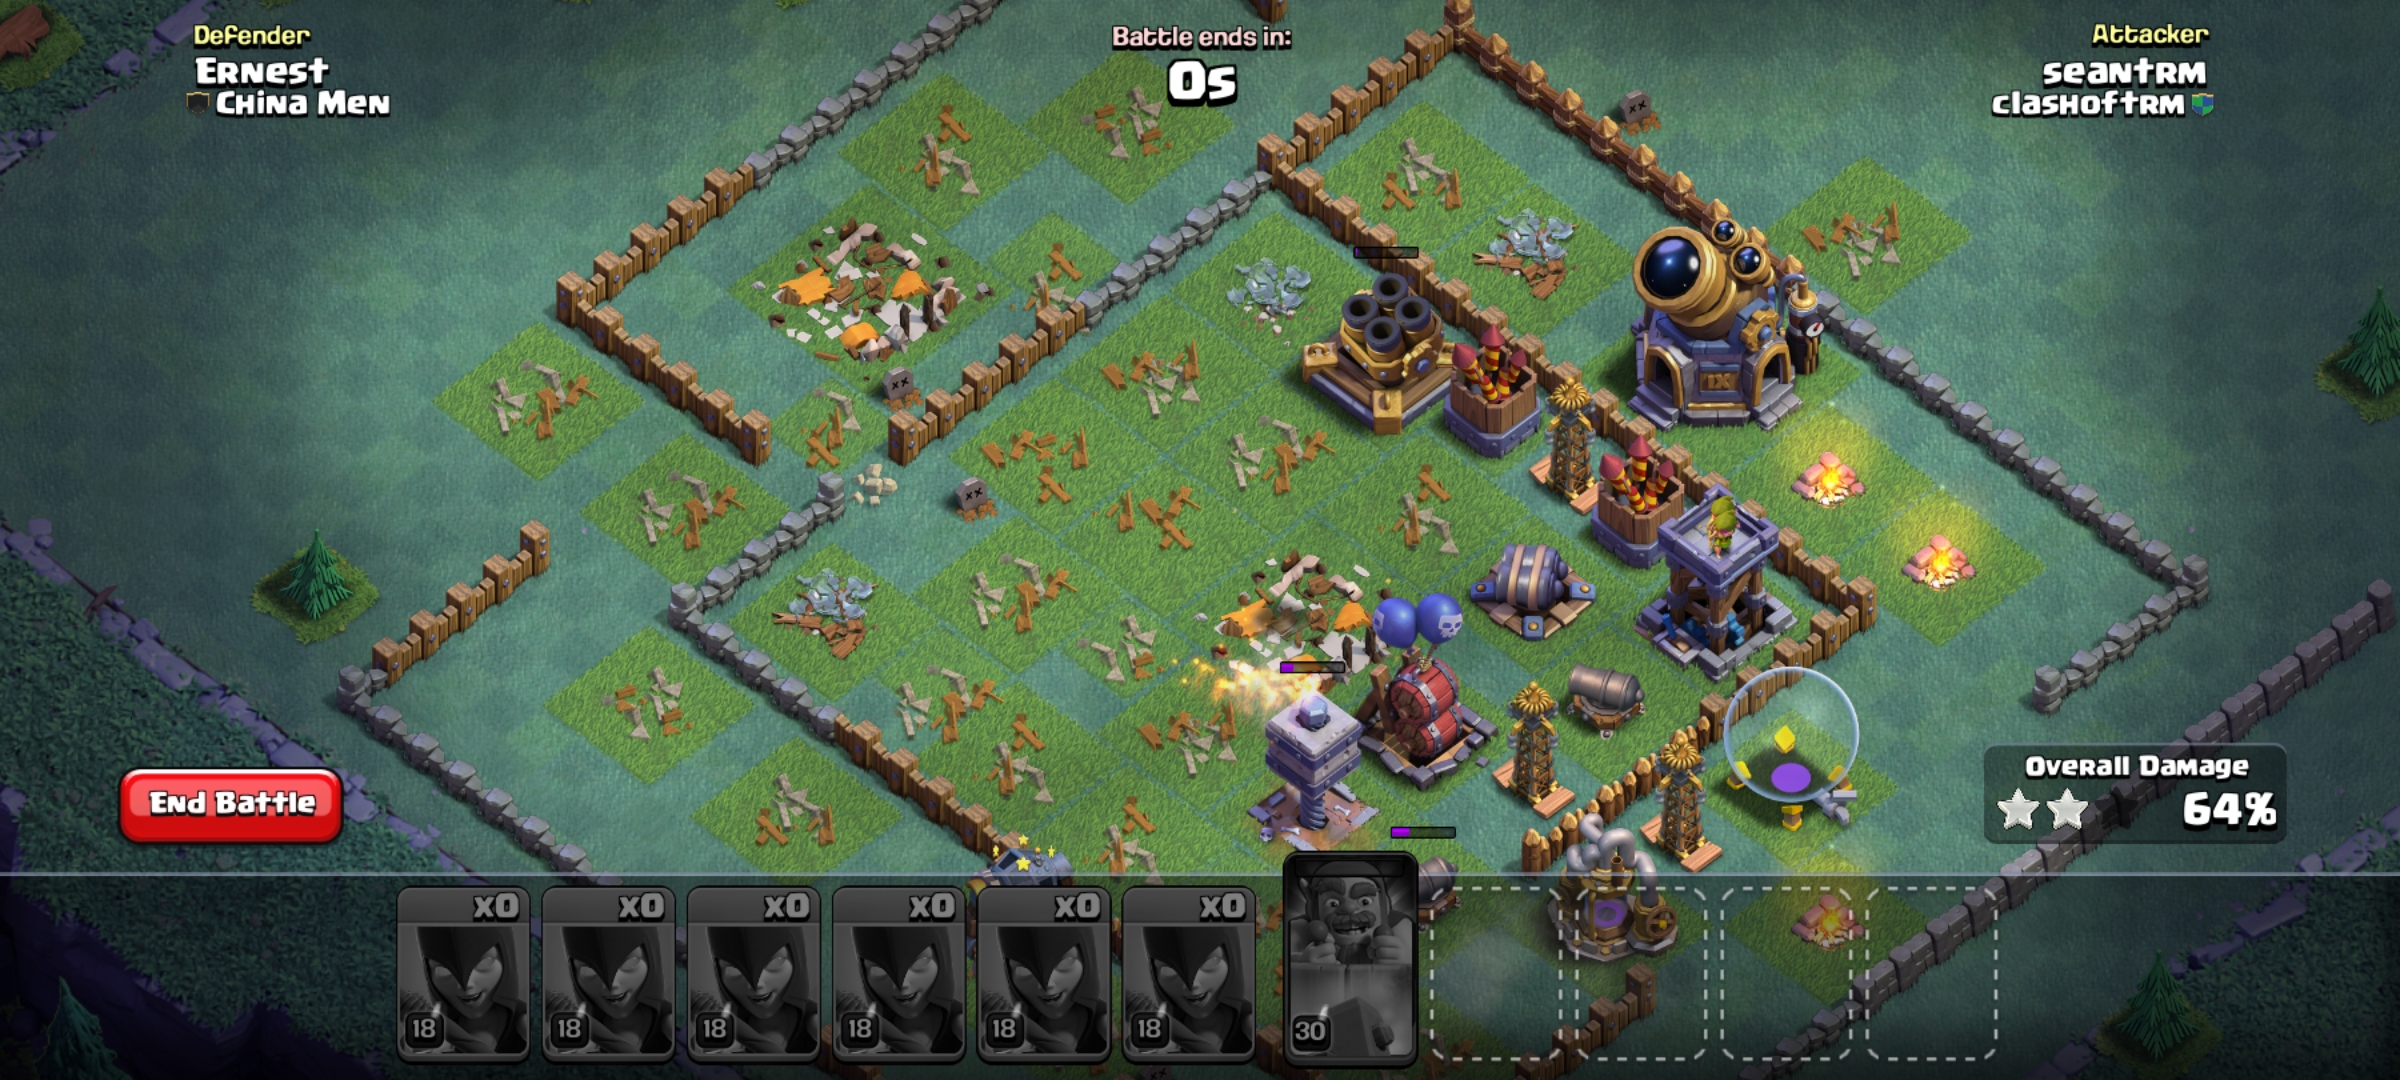 Defender
Ernest
China Men
Battle ends in:
0s
Attacker
seantRM
clashoftRM
IX
End Battle
Overall Damage
64%
x0
x0
x0
x0
x0
x0
18
18
18
18
18
18
30